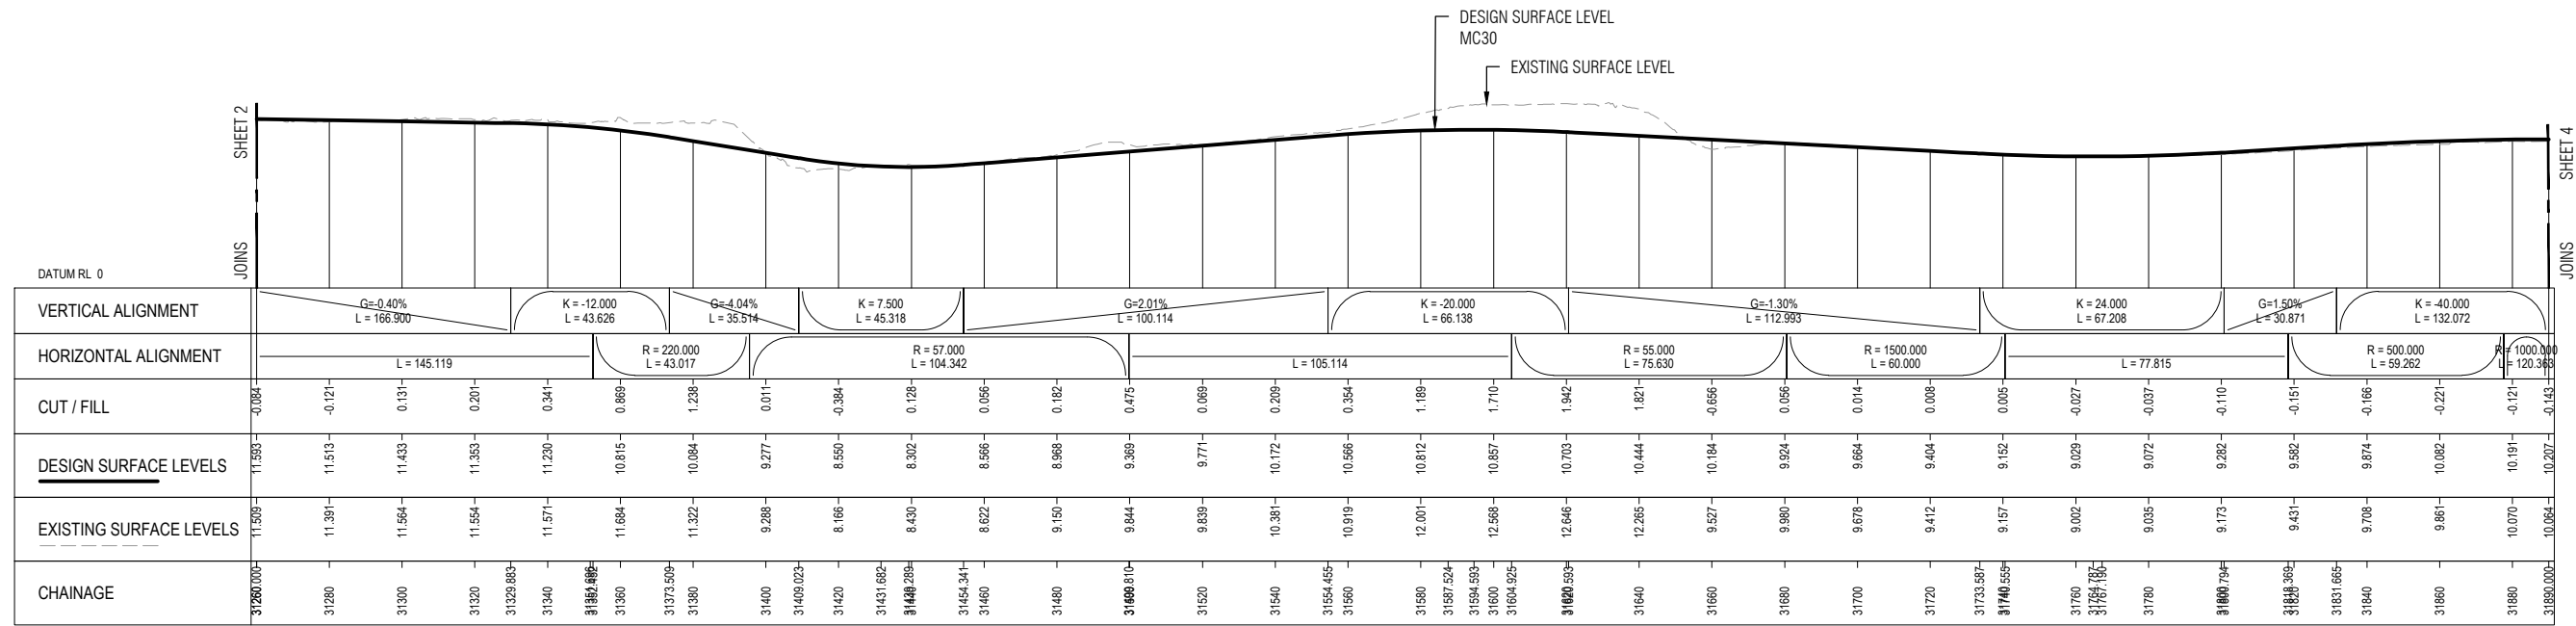 DESIGN SURFACE LEVEL
MC30
EXISTING SURFACE LEVEL
SHEET 2
JOINS
SHEET 4
JOINS
DATUM RL 0
VERTICAL ALIGNMENT
G=-0.40%
L = 166.900
K = -12.000
L = 43.626
G=-4.04%
L = 35.514
K = 7.500
L = 45.318
G=2.01%
L = 100.114
K = -20.000
L = 66.138
G=-1.30%
L = 112.993
K = 24.000
L = 67.208
G=1.50%
L = 30.871
K = -40.000
L = 132.072
HORIZONTAL ALIGNMENT
L = 145.119
R = 220.000
L = 43.017
R = 57.000
L = 104.342
L = 105.114
R = 55.000
L = 75.630
R = 1500.000
L = 60.000
L = 77.815
R = 500.000
L = 59.262
R = 1000.000
L = 120.363
CUT / FILL
-0.084 -0.121 0.131 0.201 0.341 0.869 1.238 0.011 -0.384 0.128 0.056 0.182 0.475 0.069 0.209 0.354 1.189 1.710 1.942 1.821 -0.656 0.056 0.014 0.008 0.005 -0.027 -0.037 -0.110 -0.151 -0.166 -0.221 -0.121 -0.143
DESIGN SURFACE LEVELS
11.593 11.513 11.433 11.353 11.230 10.815 10.084 9.277 8.550 8.302 8.566 8.968 9.369 9.771 10.172 10.566 10.812 10.857 10.703 10.444 10.184 9.924 9.664 9.404 9.152 9.029 9.072 9.282 9.582 9.874 10.082 10.191 10.207
EXISTING SURFACE LEVELS
11.509 11.391 11.564 11.554 11.571 11.684 11.322 9.288 8.166 8.430 8.622 9.150 9.844 9.839 10.381 10.919 12.001 12.568 12.646 12.265 9.527 9.980 9.678 9.412 9.157 9.002 9.035 9.173 9.431 9.708 9.861 10.070 10.064
CHAINAGE
31280 31300 31320 31329.883 31340 31360 31373.509 31380 31400 31409.023 31420 31431.682 31454.341 31460 31480 31520 31540 31554.455 31560 31580 31587.524 31594.593 31600 31604.925 31640 31660 31680 31700 31720 31733.587 31760 31767.190 31780 31818.369 31831.665 31840 31860 31880 31890.000